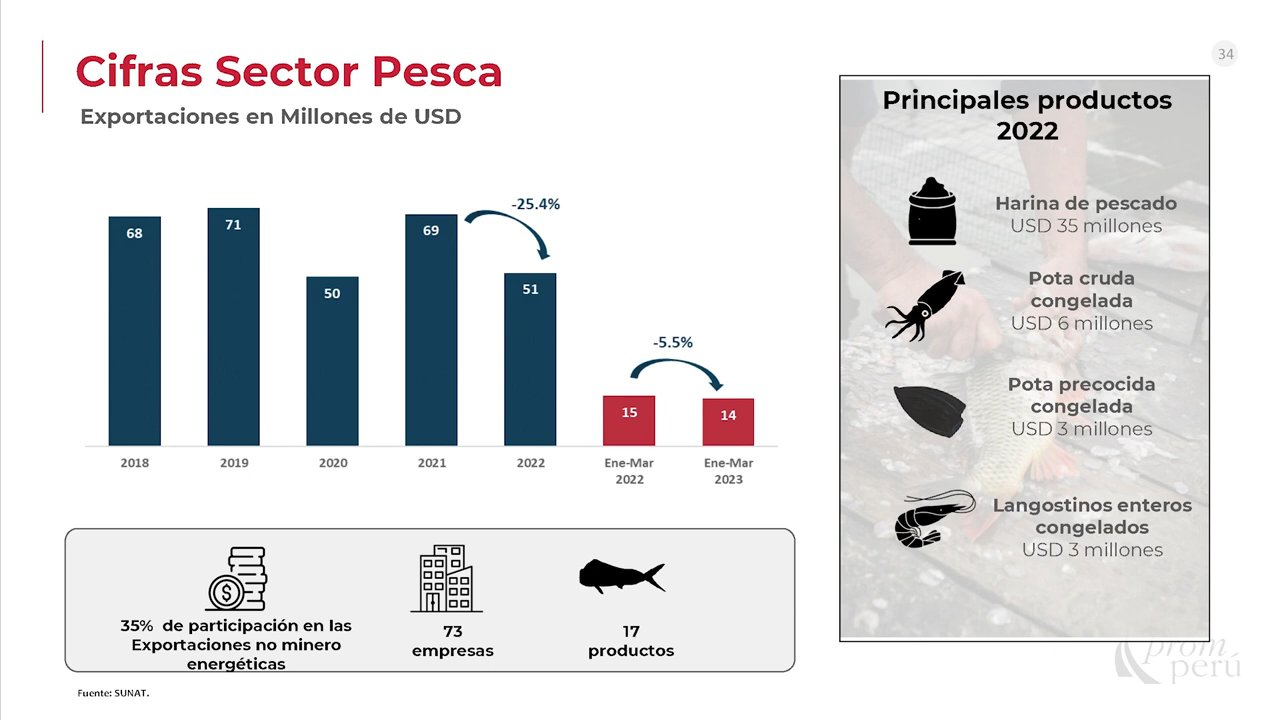 34
Cifras Sector Pesca
Exportaciones en Millones de USD
68
71
50
69
-25.4%
51
-5.5%
15
14
2018
2019
2020
2021
2022
Ene-Mar
2022
Ene-Mar
2023
35% de participación en las
Exportaciones no minero
energéticas
73
empresas
17
productos
Fuente: SUNAT.
Principales productos
2022
Harina de pescado
USD 35 millones
Pota cruda
congelada
USD 6 millones
Pota precocida
congelada
USD 3 millones
Langostinos enteros
congelados
USD 3 millones
prom
perú